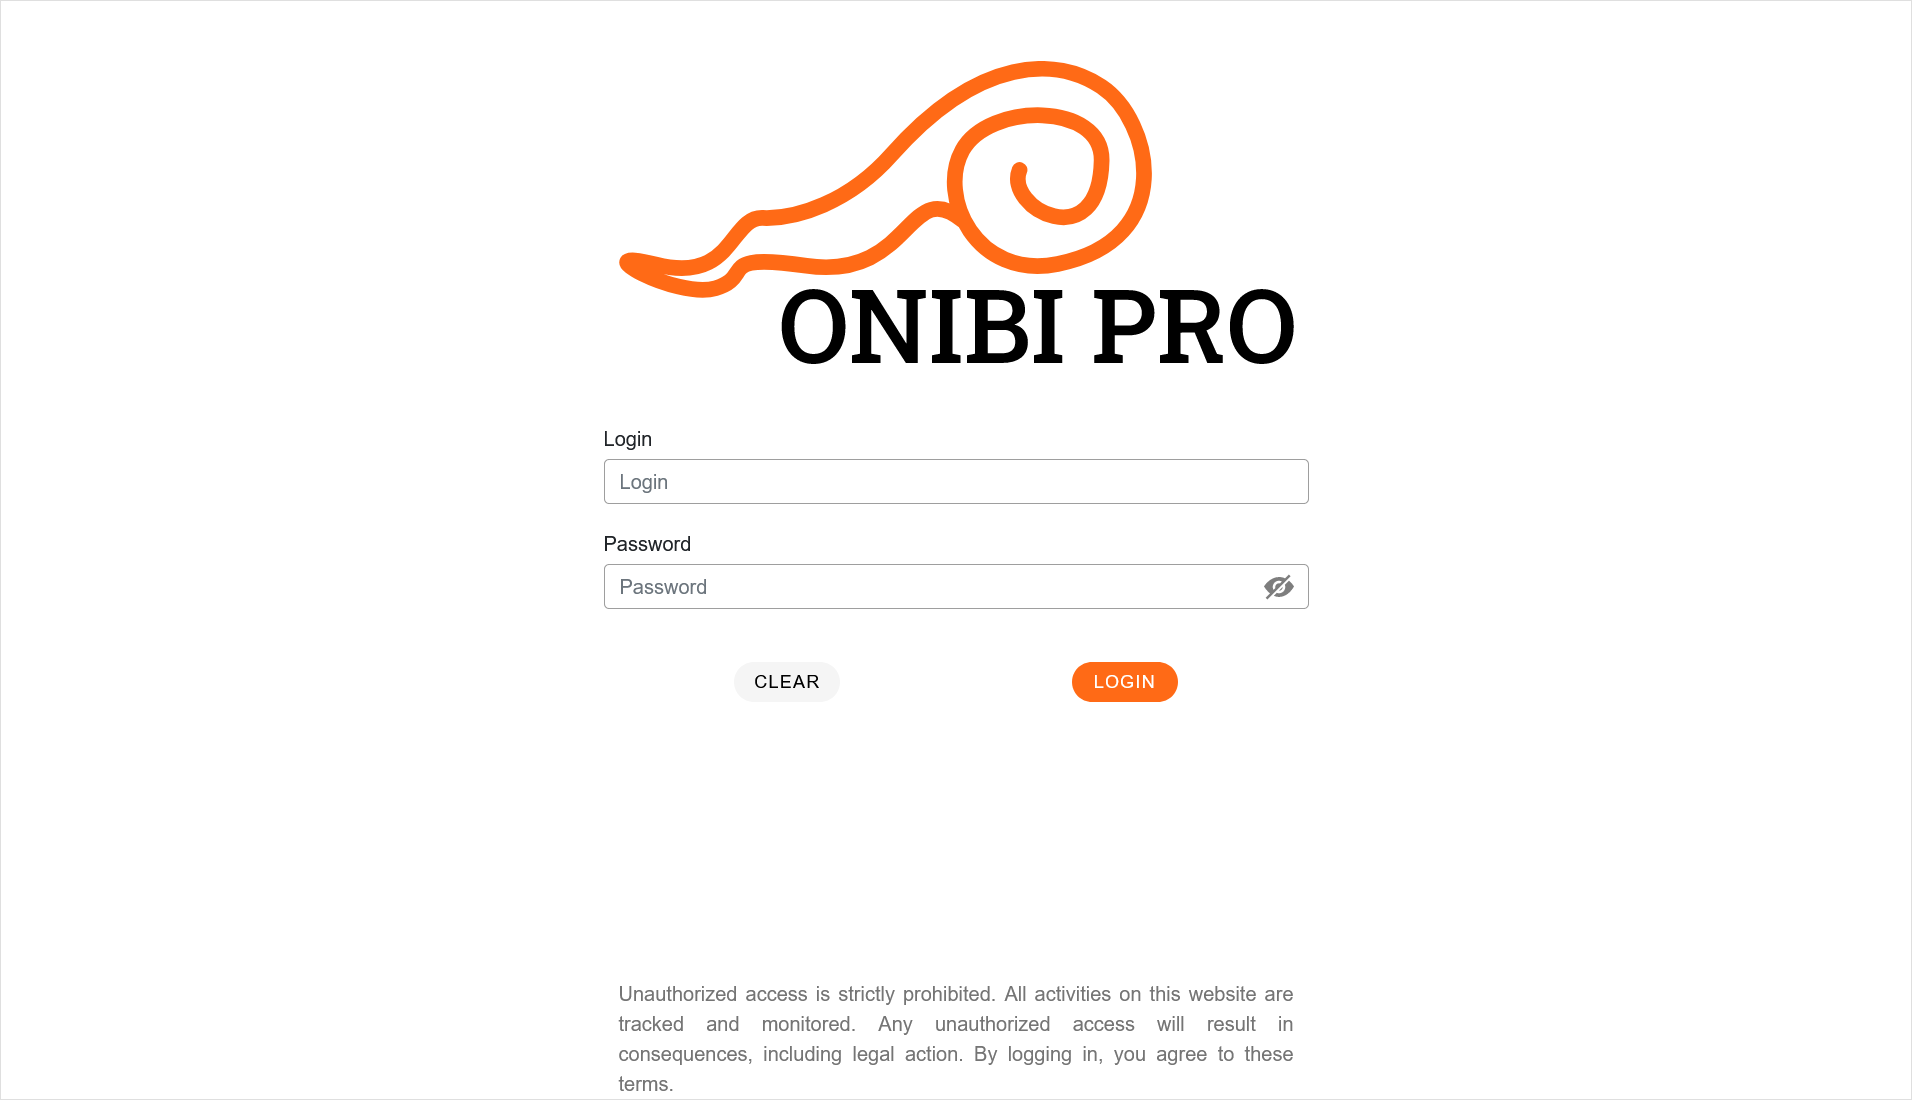 ONIBI PRO
Login
Login
Password
Password
CLEAR
LOGIN
Unauthorized access is strictly prohibited. All activities on this website are
tracked and monitored. Any unauthorized access will result in
consequences, including legal action. By logging in, you agree to these
terms.